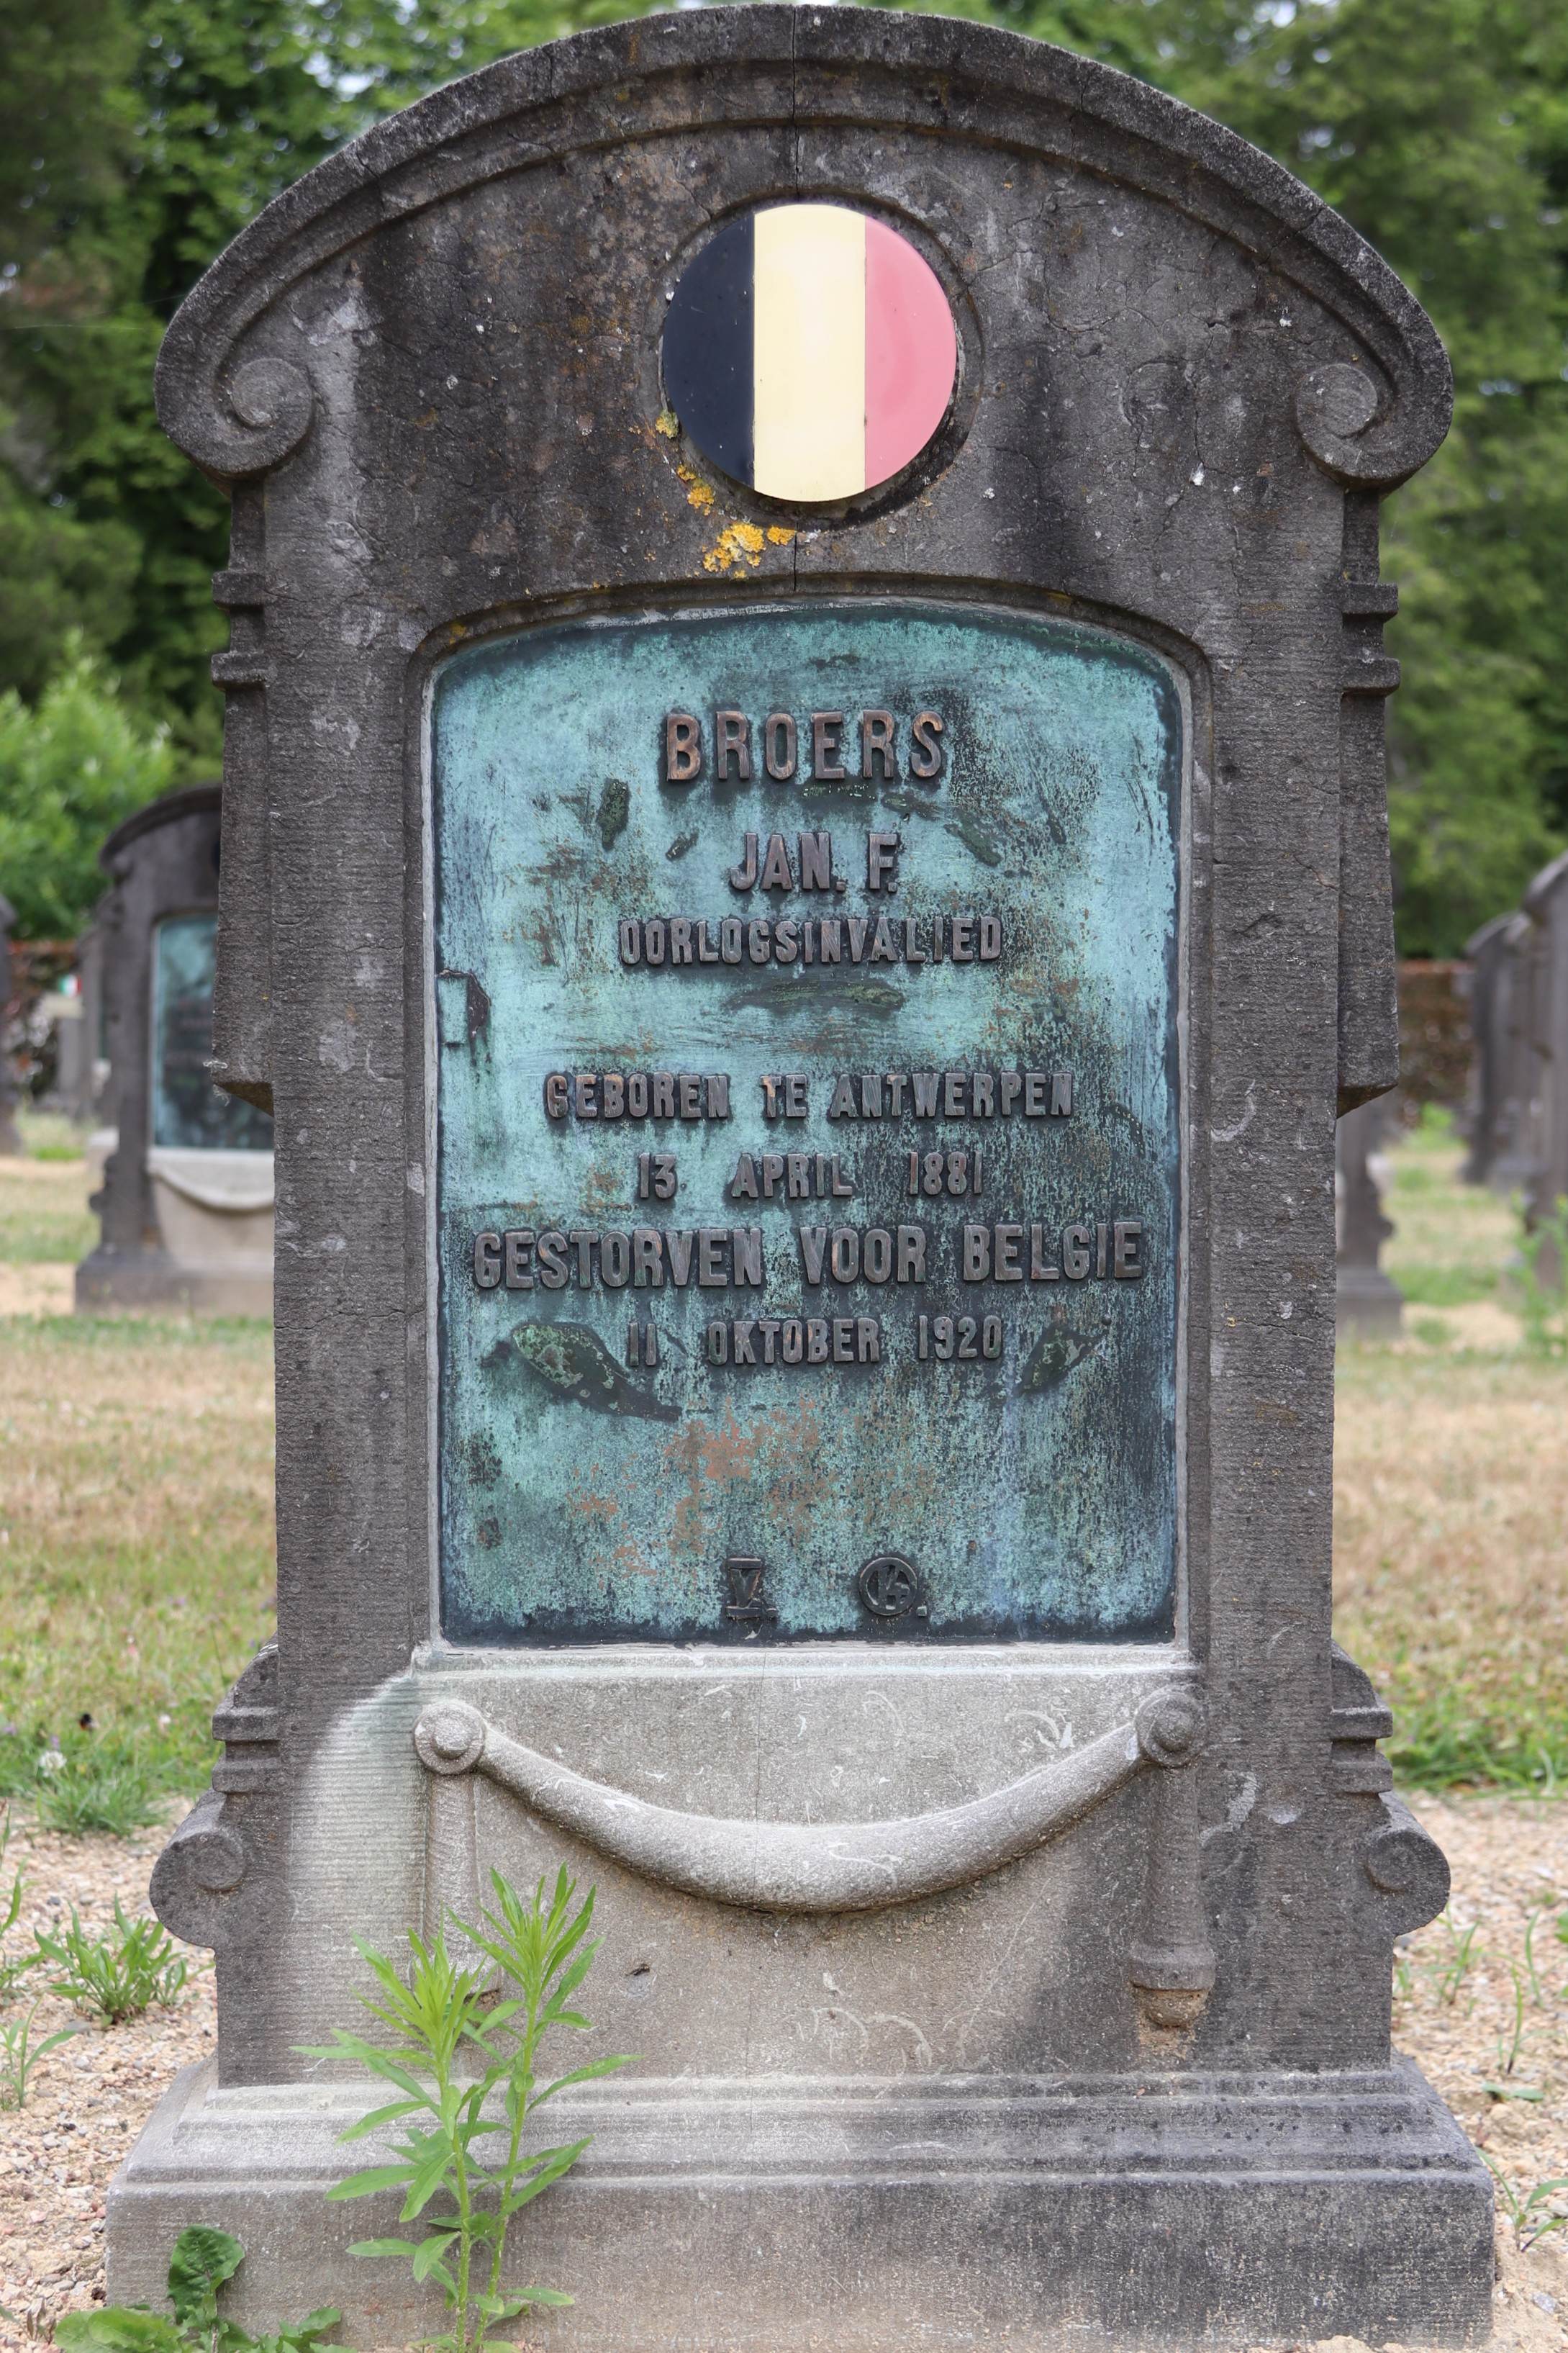 BROERS
JAN. F.
OORLOGSINVALIED
GEBOREN TE ANTWERPEN
13. APRIL 1881
GESTORVEN VOOR BELGIE
11 OKTOBER 1920
V.